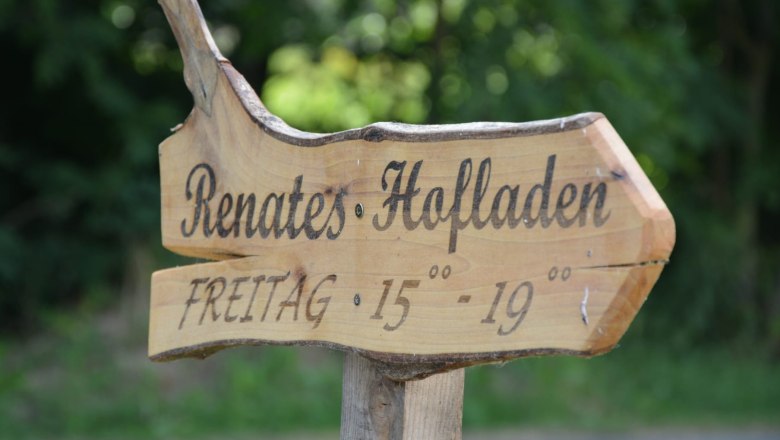 Renates Hofladen
FREITAG 15⁰⁰ - 19⁰⁰